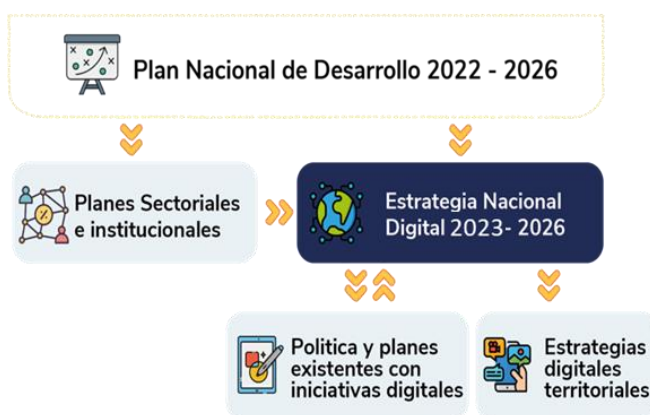 Plan Nacional de Desarrollo 2022 - 2026
Planes Sectoriales
e institucionales
Estrategia Nacional
Digital 2023- 2026
Politica y planes
existentes con
iniciativas digitales
Estrategias
digitales
territoriales